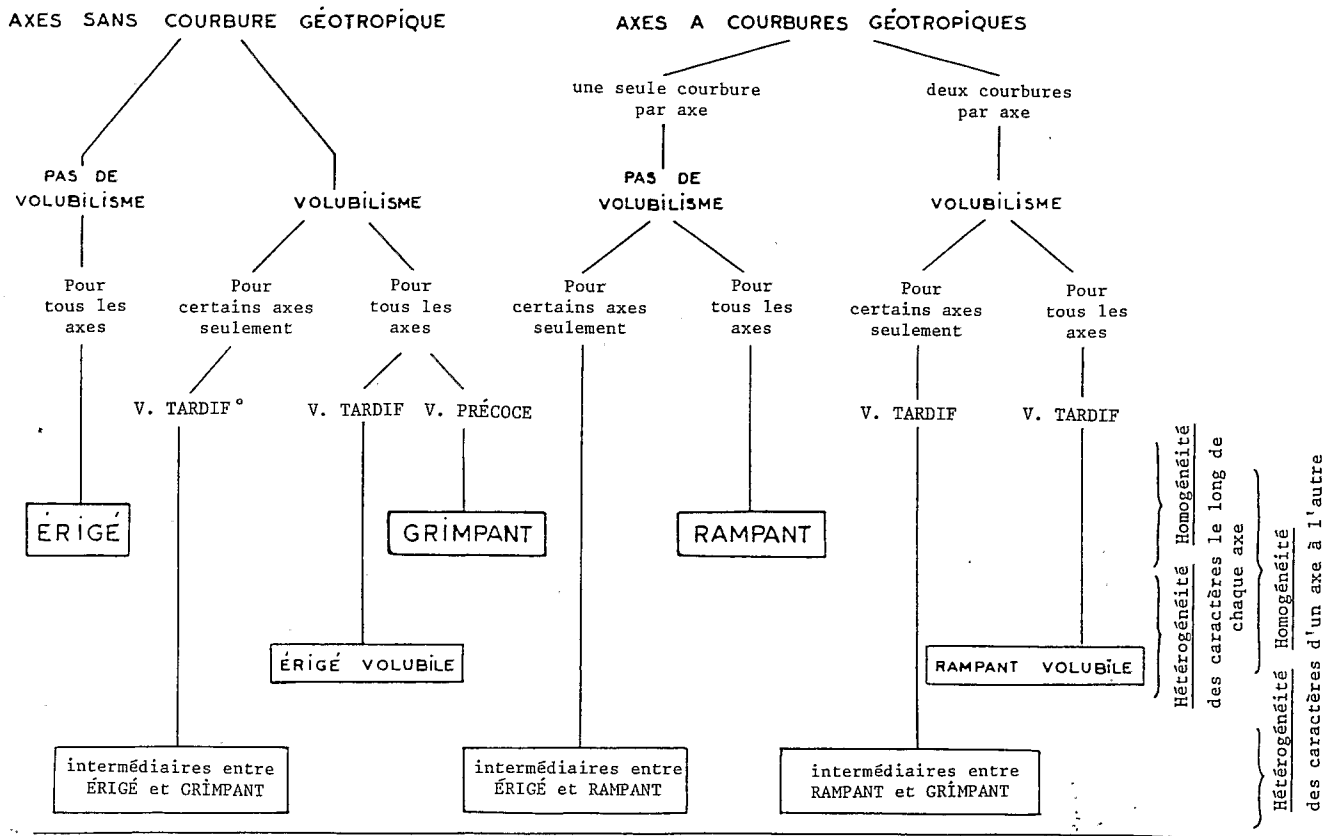 AXES SANS COURBURE GÉOTROPIQUE
AXES A COURBURES GÉOTROPIQUES
une seule courbure
par axe
deux courbures
par axe
PAS DE
VOLUBILISME
VOLUBILISME
PAS DE
VOLUBILISME
VOLUBILISME
Pour
tous les
axes
Pour
certains axes
seulement
Pour
tous les
axes
Pour
certains axes
seulement
Pour
tous les
axes
Pour
certains axes
seulement
Pour
tous les
axes
V. TARDIF°
V. TARDIF
V. PRÉCOCE
V. TARDIF
V. TARDIF
ÉRIGÉ
GRIMPANT
RAMPANT
ÉRIGÉ VOLUBILE
RAMPANT VOLUBILE
intermédiaires entre
ÉRIGÉ et GRIMPANT
intermédiaires entre
ÉRIGÉ et RAMPANT
intermédiaires entre
RAMPANT et GRIMPANT
Hétérogénéité Homogénéité
des caractères le long de
chaque axe
Hétérogénéité Homogénéité
des caractères d'un axe à l'autre